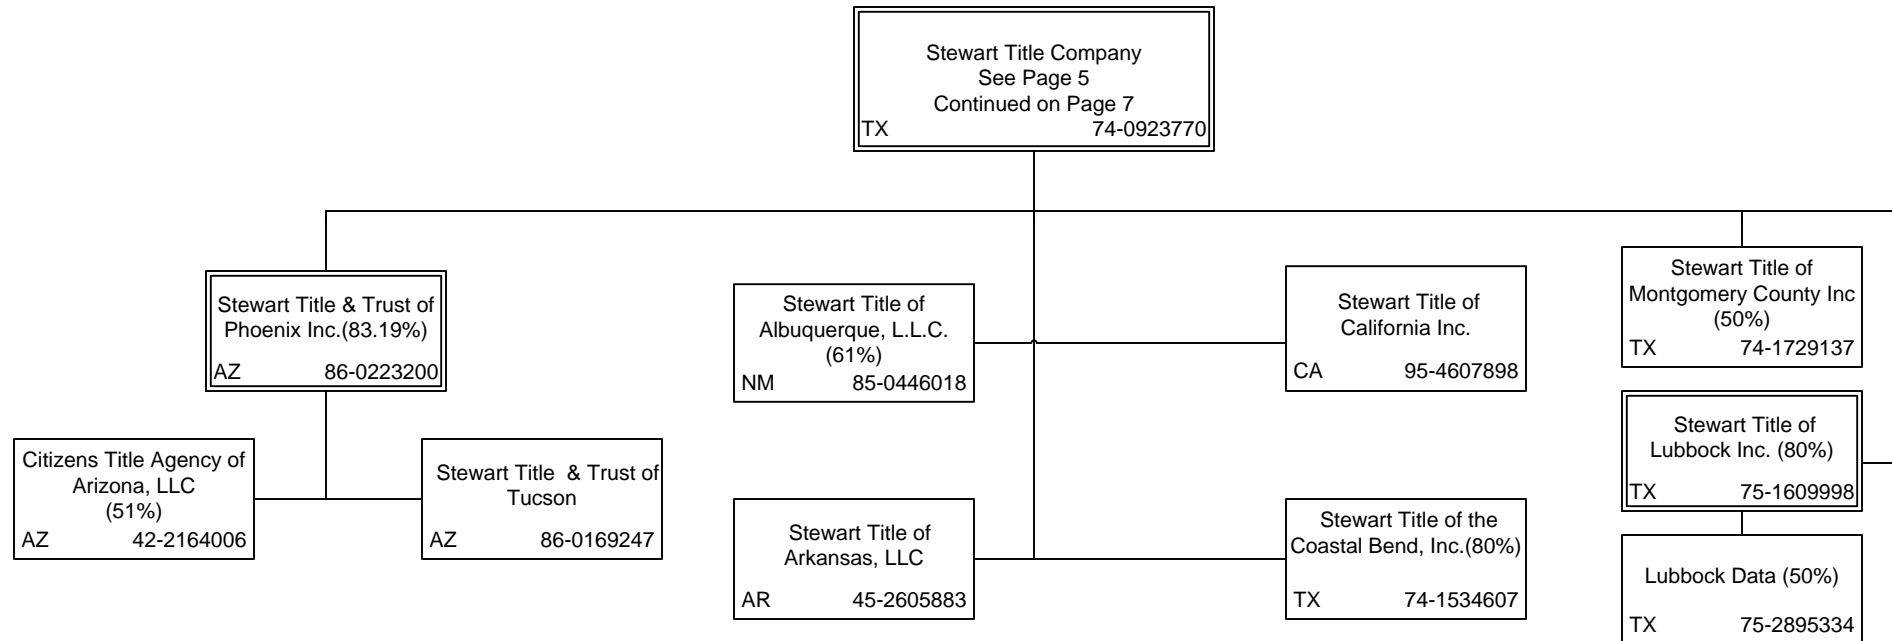 Stewart Title Company
See Page 5
Continued on Page 7
TX 74-0923770
Stewart Title & Trust of
Phoenix Inc.(83.19%)
AZ 86-0223200
Citizens Title Agency of
Arizona, LLC
(51%)
AZ 42-2164006
Stewart Title & Trust of
Tucson
AZ 86-0169247
Stewart Title of
Albuquerque, L.L.C.
(61%)
NM 85-0446018
Stewart Title of
California Inc.
CA 95-4607898
Stewart Title of
Arkansas, LLC
AR 45-2605883
Stewart Title of the
Coastal Bend, Inc.(80%)
TX 74-1534607
Stewart Title of
Montgomery County Inc
(50%)
TX 74-1729137
Stewart Title of
Lubbock Inc. (80%)
TX 75-1609998
Lubbock Data (50%)
TX 75-2895334